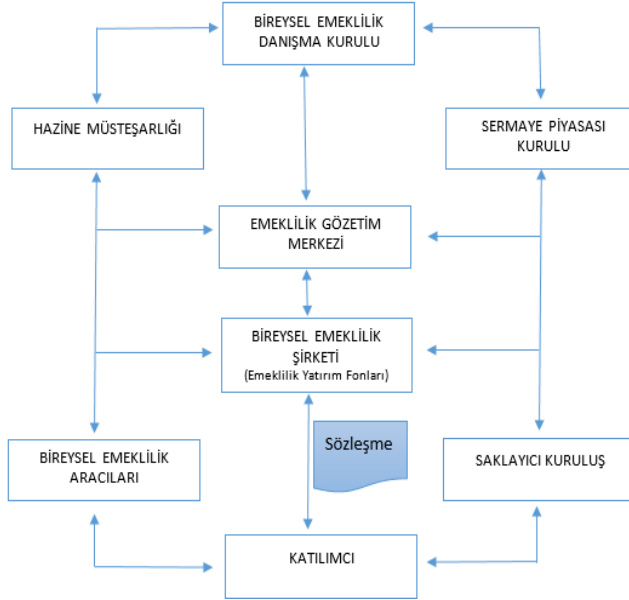 BİREYSEL EMEKLİLİK
DANIŞMA KURULU
HAZİNE MÜSTEŞARLIĞI
SERMAYE PİYASASI
KURULU
EMEKLİLİK GÖZETİM
MERKEZİ
BİREYSEL EMEKLİLİK
ŞİRKETİ
(Emeklilik Yatırım Fonları)
Sözleşme
BİREYSEL EMEKLİLİK
ARACILARI
SAKLAYICI KURULUŞ
KATILIMCI